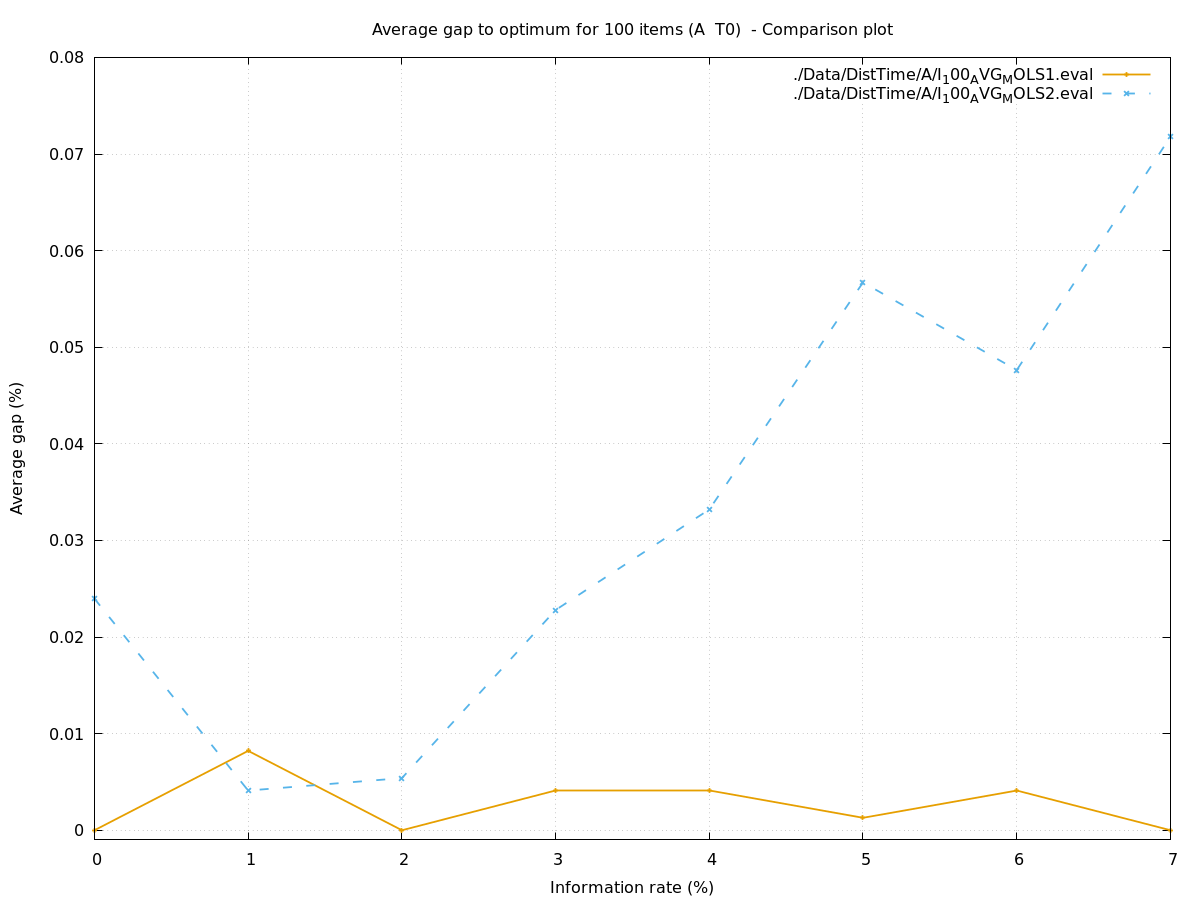 Average gap to optimum for 100 items (A  T0)  - Comparison plot
./Data/DistTime/A/I₁00_AVG_MOLS1.eval
./Data/DistTime/A/I₁00_AVG_MOLS2.eval
0.08
0.07
0.06
0.05
0.04
0.03
0.02
0.01
0
Average gap (%)
0 1 2 3 4 5 6 7
Information rate (%)